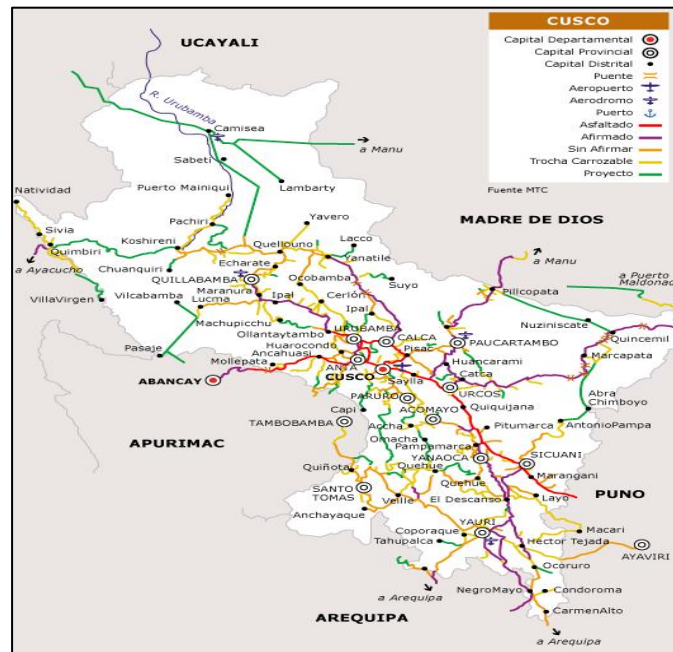 CUSCO
Capital Departamental
Capital Provincial
Capital Distrital
Puente
Aeropuerto
Aerodromo
Puerto
Asfaltado
Afirmado
Sin Afirmar
Trocha Carrozable
Proyecto
Fuente MTC
UCAYALI
R. Urubamba
Camisea
a Manu
Sabeti
Lambarty
Natividad
Puerto Mainiqui
MADRE DE DIOS
Sivia
Pachiri
Yavero
Quimbiri
Koshireni
Quellouno
Lacco
a Ayacucho
Chuanquiri
Echarate
Yanatile
a Manu
QUILLABAMBA
Ocobamba
Suyo
Pillcopata
a Puerto
Maldonado
VillaVirgen
Vilcabamba
Maranura
Lucma
Ipal
Cerlón
Ipal
Nuziniscate
Machupicchu
Quincemil
Ollantaytambo
URUBAMBA
CALCA
PAUCARTAMBO
Pasaje
Huarocondo
Pisac
Marcapata
Ancahuasi
Huancarami
Mollepata
ANTA
CUSCO
Catca
ABANCAY
Saylla
URCOS
PARURO
Abra
Chimboyo
Capi
ACOMAYO
Quiquijana
TAMBOBAMBA
Accha
Pitumarca
AntonioPampa
APURIMAC
Omacha
Pampamarca
YANAOCA
SICUANI
Quiñota
Quehue
Quehue
Marangani
PUNO
SANTO
TOMAS
Velille
El Descanso
Layo
Anchayaque
YAURI
Macari
Coporaque
Tahupalca
Héctor Tejada
AYAVIRI
Ocoruro
a Arequipa
NegroMayo
Condoroma
AREQUIPA
CarmenAlto
a Arequipa